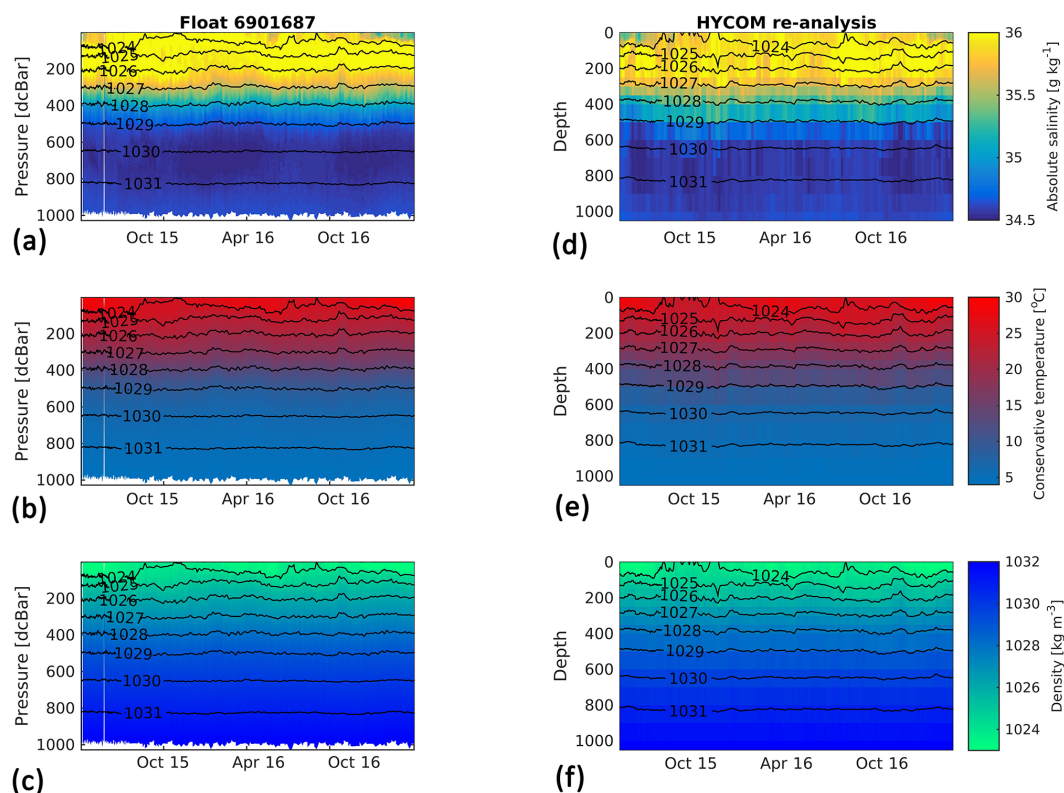 Float 6901687
HYCOM re-analysis
Pressure [dcBar]
200
400
600
800
1000
1024
1025
1026
1027
1028
1029
1030
1031
Oct 15
Apr 16
Oct 16
(a)
Depth
0
200
400
600
800
1000
1024
1025
1026
1027
1028
1029
1030
1031
Oct 15
Apr 16
Oct 16
(d)
36
35.5
35
34.5
Absolute salinity [g kg-1]
Pressure [dcBar]
200
400
600
800
1000
1024
1025
1026
1027
1028
1029
1030
1031
Oct 15
Apr 16
Oct 16
(b)
Depth
0
200
400
600
800
1000
1024
1025
1026
1027
1028
1029
1030
1031
Oct 15
Apr 16
Oct 16
(e)
30
25
20
15
10
5
Conservative temperature [°C]
Pressure [dcBar]
200
400
600
800
1000
1024
1025
1026
1027
1028
1029
1030
1031
Oct 15
Apr 16
Oct 16
(c)
Depth
0
200
400
600
800
1000
1024
1025
1026
1027
1028
1029
1030
1031
Oct 15
Apr 16
Oct 16
(f)
1032
1030
1028
1026
1024
Density [kg m-3]